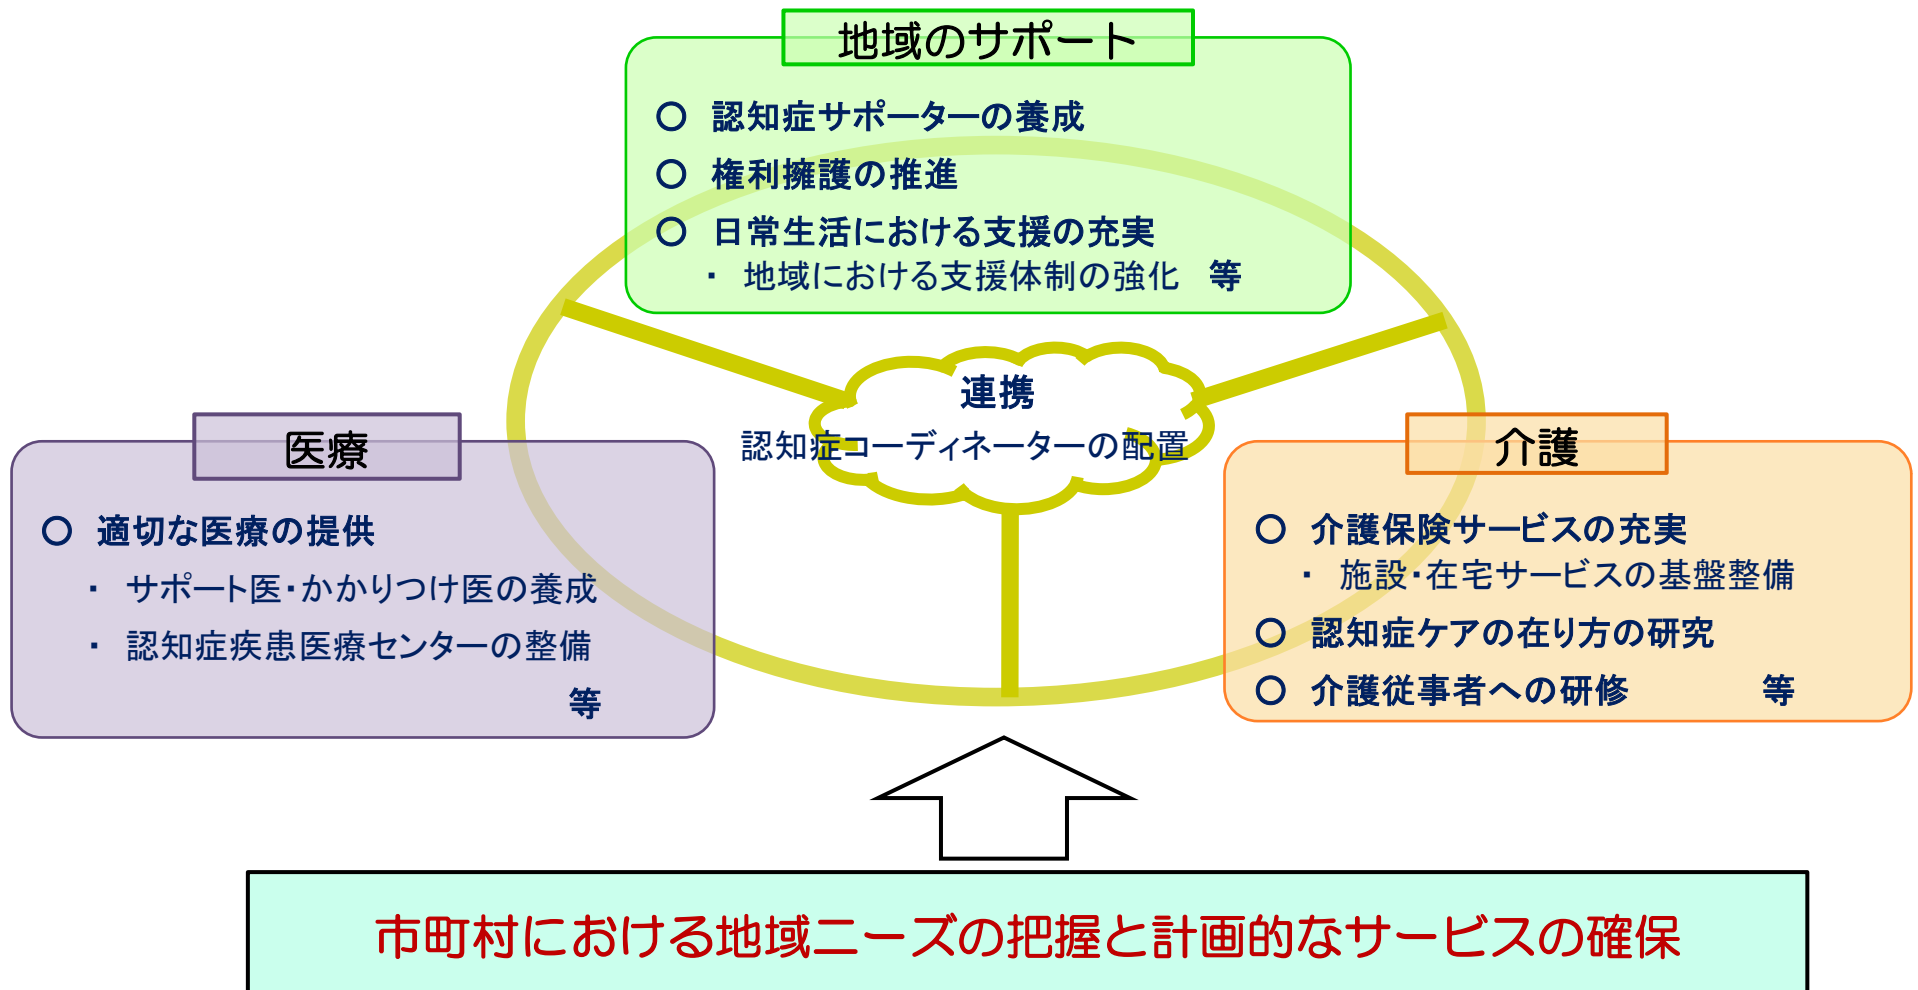 地域のサポート
○ 認知症サポーターの養成
○ 権利擁護の推進
○ 日常生活における支援の充実
・ 地域における支援体制の強化 等
連携
認知症コーディネーターの配置
医療
○ 適切な医療の提供
・ サポート医・かかりつけ医の養成
・ 認知症疾患医療センターの整備
等
介護
○ 介護保険サービスの充実
・ 施設・在宅サービスの基盤整備
○ 認知症ケアの在り方の研究
○ 介護従事者への研修 等
市町村における地域ニーズの把握と計画的なサービスの確保